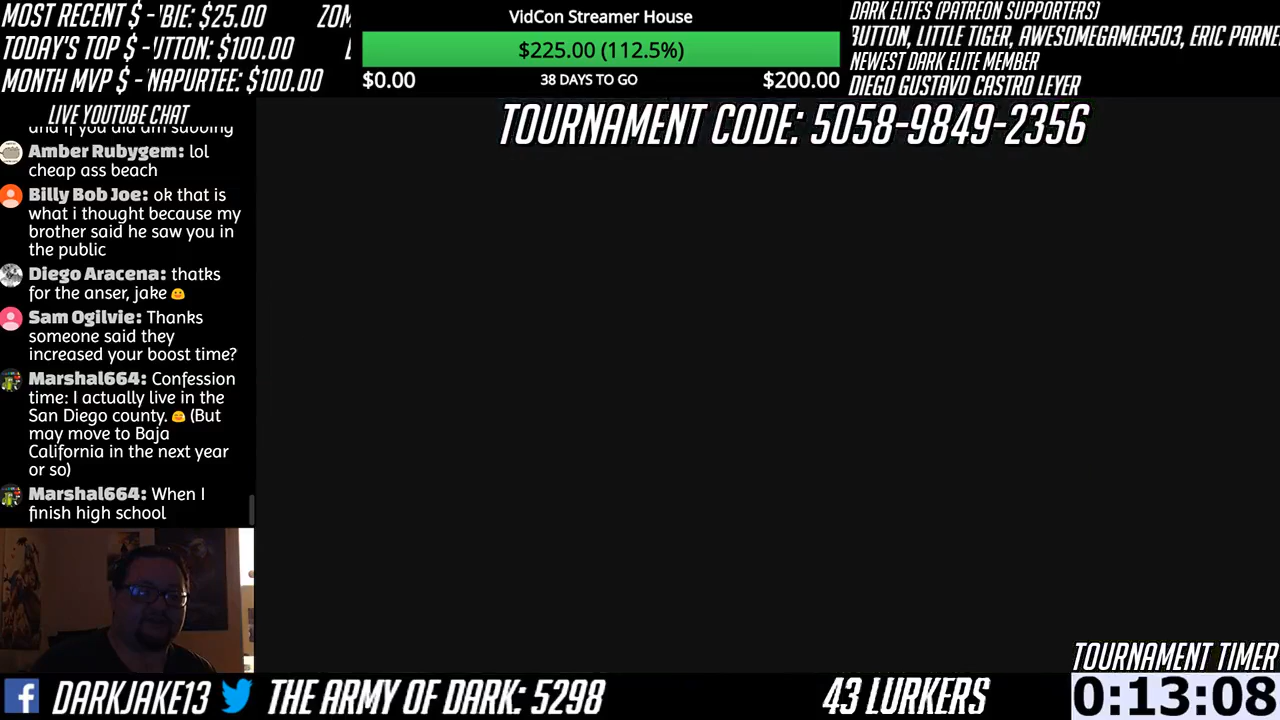 MOST RECENT $ - 'BIE: $25.00 ZOM
TODAY'S TOP $ - 'UTTON: $100.00
MONTH MVP $ - 'NAPURTEE: $100.00
VidCon Streamer House
$225.00 (112.5%)
$0.00 38 DAYS TO GO $200.00
DARK ELITES (PATREON SUPPORTERS)
BUTTON, LITTLE TIGER, AWESOMEGAMER503, ERIC PARNE
NEWEST DARK ELITE MEMBER
DIEGO GUSTAVO CASTRO LEYER
TOURNAMENT CODE: 5058-9849-2356
LIVE YOUTUBE CHAT
and if you did am subbing
Amber Rubygem: lol
cheap ass beach
Billy Bob Joe: ok that is
what i thought because my
brother said he saw you in
the public
Diego Aracena: thatks
for the anser, jake
Sam Ogilvie: Thanks
someone said they
increased your boost time?
Marshal664: Confession
time: I actually live in the
San Diego county. (But
may move to Baja
California in the next year
or so)
Marshal664: When I
finish high school
TOURNAMENT TIMER
0:13:08
DARKJAKE13 THE ARMY OF DARK: 5298 43 LURKERS